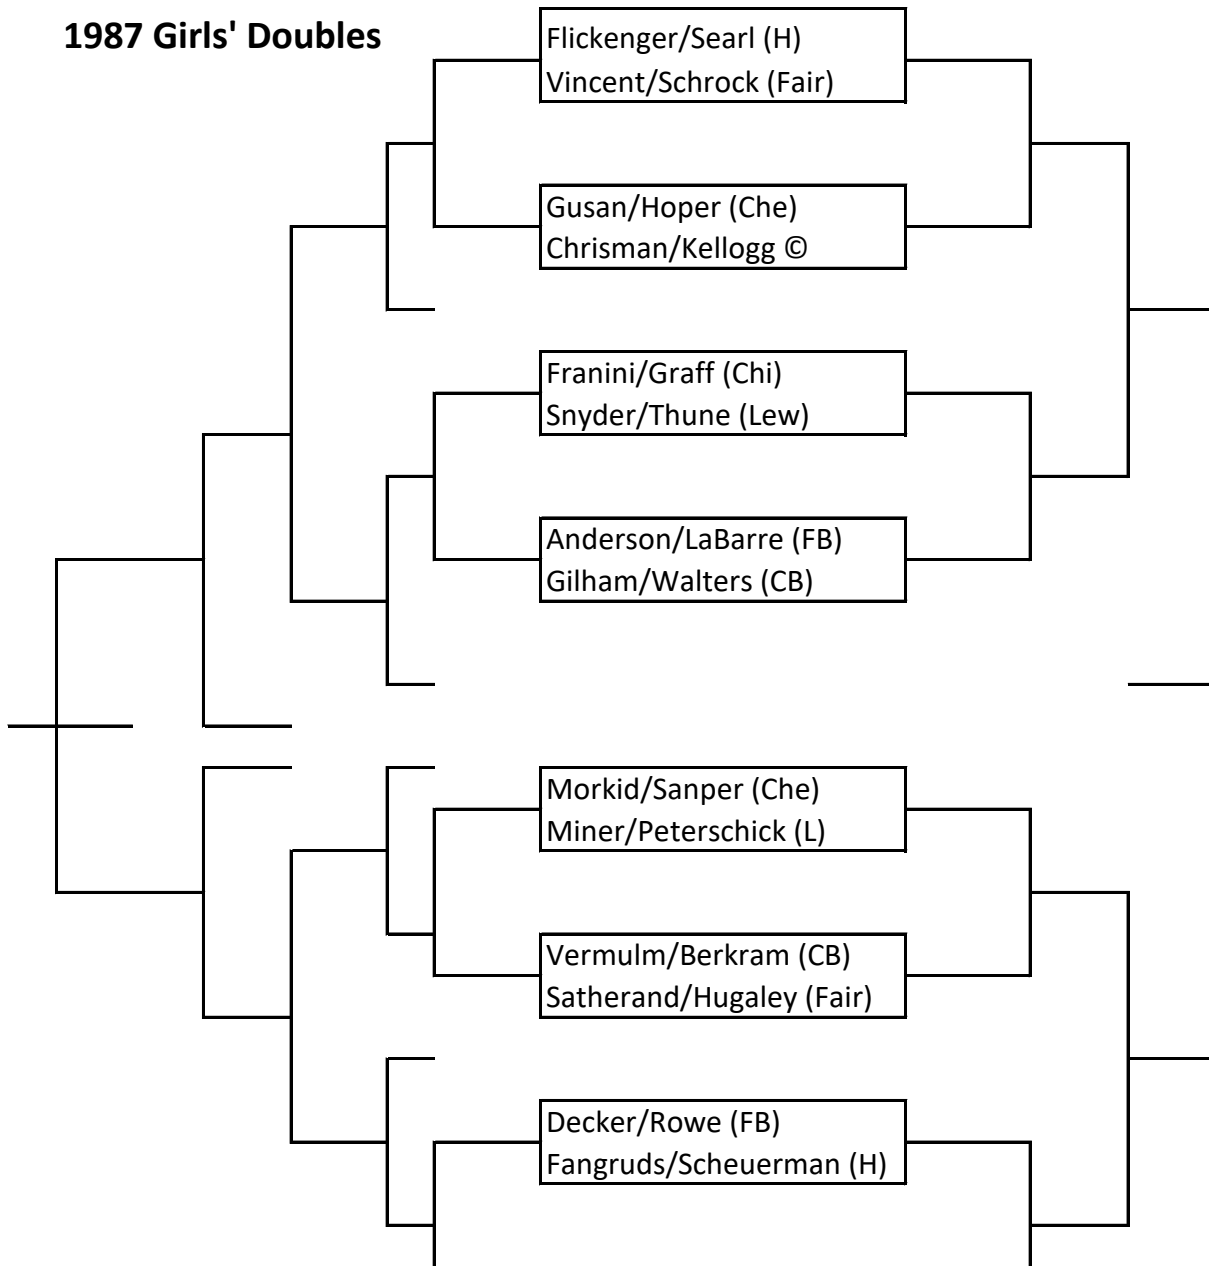 1987 Girls' Doubles
Flickenger/Searl (H)
Vincent/Schrock (Fair)
Gusan/Hoper (Che)
Chrisman/Kellogg ©
Franini/Graff (Chi)
Snyder/Thune (Lew)
Anderson/LaBarre (FB)
Gilham/Walters (CB)
Morkid/Sanper (Che)
Miner/Peterschick (L)
Vermulm/Berkram (CB)
Satherand/Hugaley (Fair)
Decker/Rowe (FB)
Fangruds/Scheuerman (H)